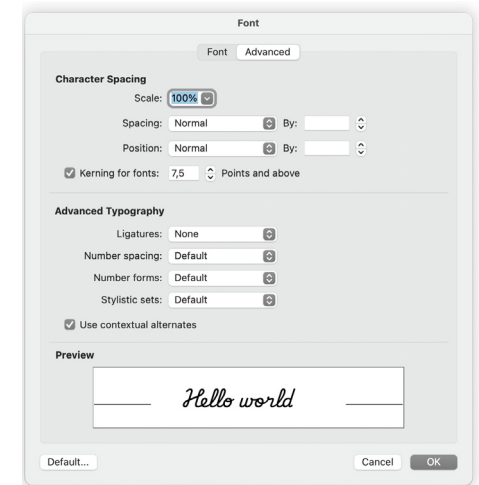 Font
Font Advanced
Character Spacing
Scale: 100%
Spacing: Normal By:
Position: Normal By:
Kerning for fonts: 7,5 Points and above
Advanced Typography
Ligatures: None
Number spacing: Default
Number forms: Default
Stylistic sets: Default
Use contextual alternates
Preview
Hello world
Default... Cancel OK